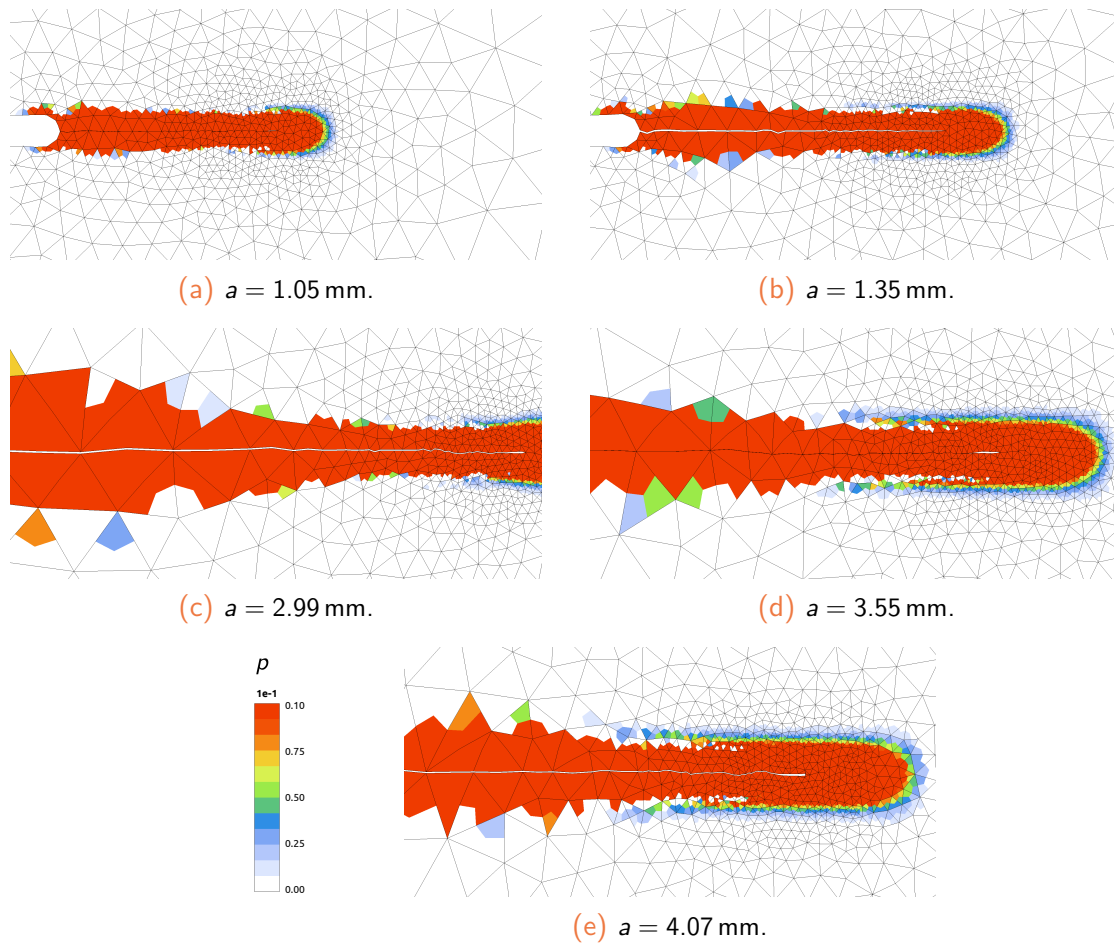 (a) a = 1.05 mm.
(b) a = 1.35 mm.
(c) a = 2.99 mm.
(d) a = 3.55 mm.
p
1e-1
0.10
0.75
0.50
0.25
0.00
(e) a = 4.07 mm.